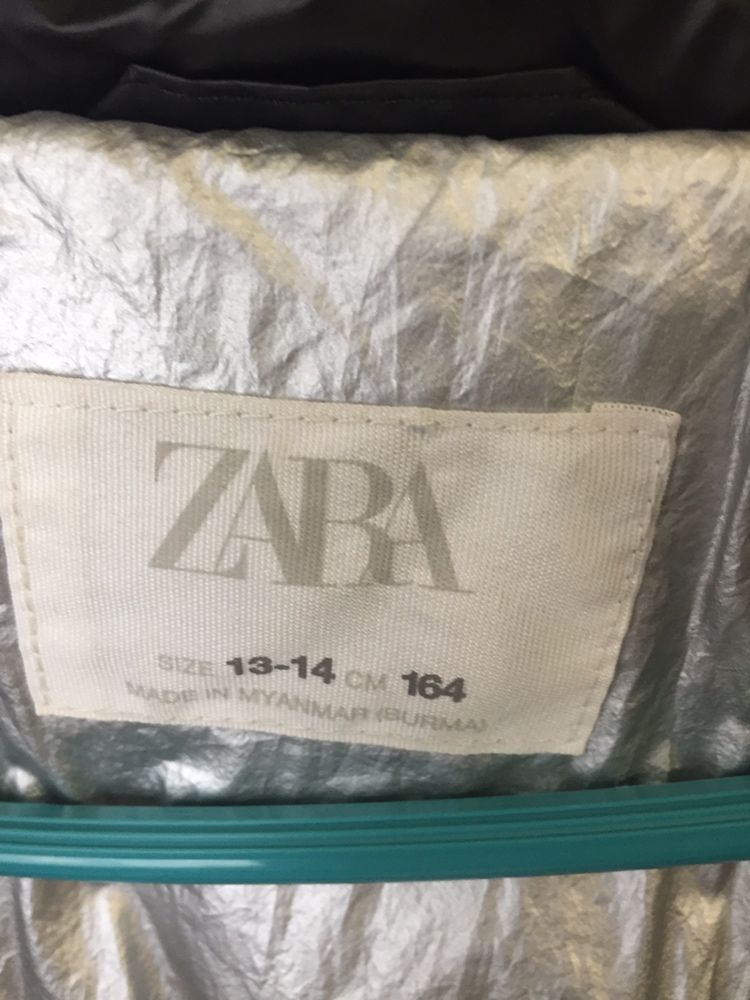 ZARA
SIZE 13-14 CM 164
MADE IN MYANMAR (BURMA)